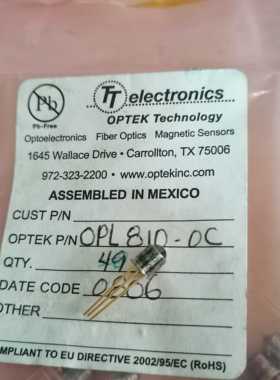 Pb
Pb-Free
TT electronics
OPTEK Technology
Optoelectronics Fiber Optics Magnetic Sensors
1645 Wallace Drive • Carrollton, TX 75006
972-323-2200 • www.optekinc.com
ASSEMBLED IN MEXICO
CUST P/N
OPTEK P/N OPL810-OC
QTY. 49
DATE CODE 0806
OTHER
MPLIANT TO EU DIRECTIVE 2002/95/EC (RoHS)